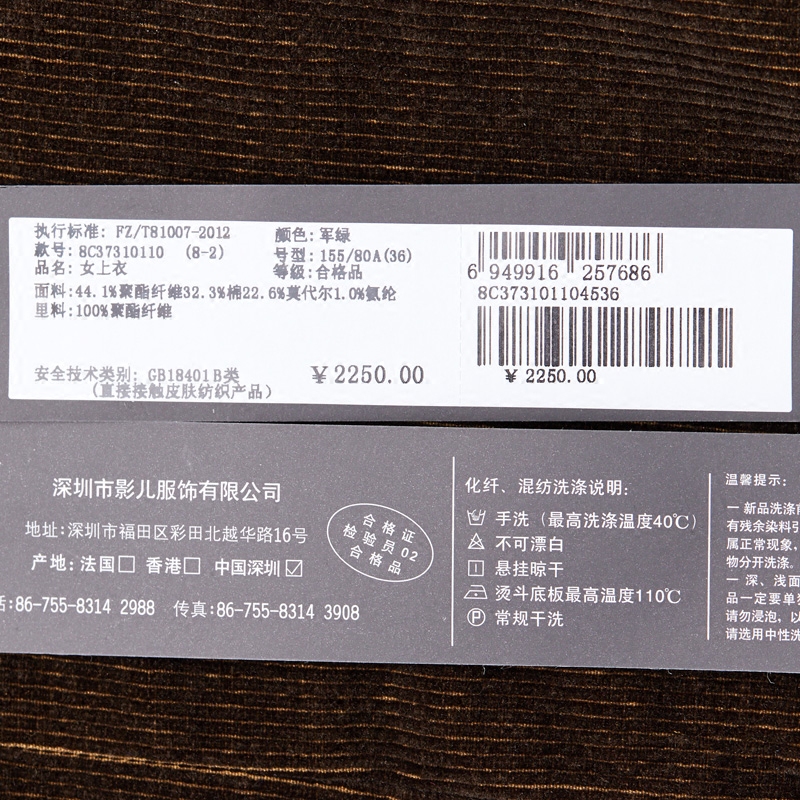 执行标准: FZ/T81007-2012
款号: 8C37310110 (8-2)
品名: 女上衣
颜色: 军绿
号型: 155/80A(36)
等级:合格品
面料:44.1%聚酯纤维32.3%棉22.6%莫代尔1.0%氨纶
里料:100%聚酯纤维
安全技术类别: GB18401B类
(直接接触皮肤纺织产品)
¥2250.00
6 949916 257686
8C373101104536
¥ 2250.00
深圳市影儿服饰有限公司
地址:深圳市福田区彩田北越华路16号
产地:法国□ 香港□ 中国深圳☑
:86-755-8314 2988 传真:86-755-8314 3908
合格证
检验员02
合格品
化纤、混纺洗涤说明:
手洗(最高洗涤温度40℃)
不可漂白
悬挂晾干
烫斗底板最高温度110℃
P 常规干洗
温馨提示:
一 新品洗涤
有残余染料
属正常现象,
物分开洗涤。
一 深、浅面
品一定要单
请勿浸泡,以
请选用中性洗